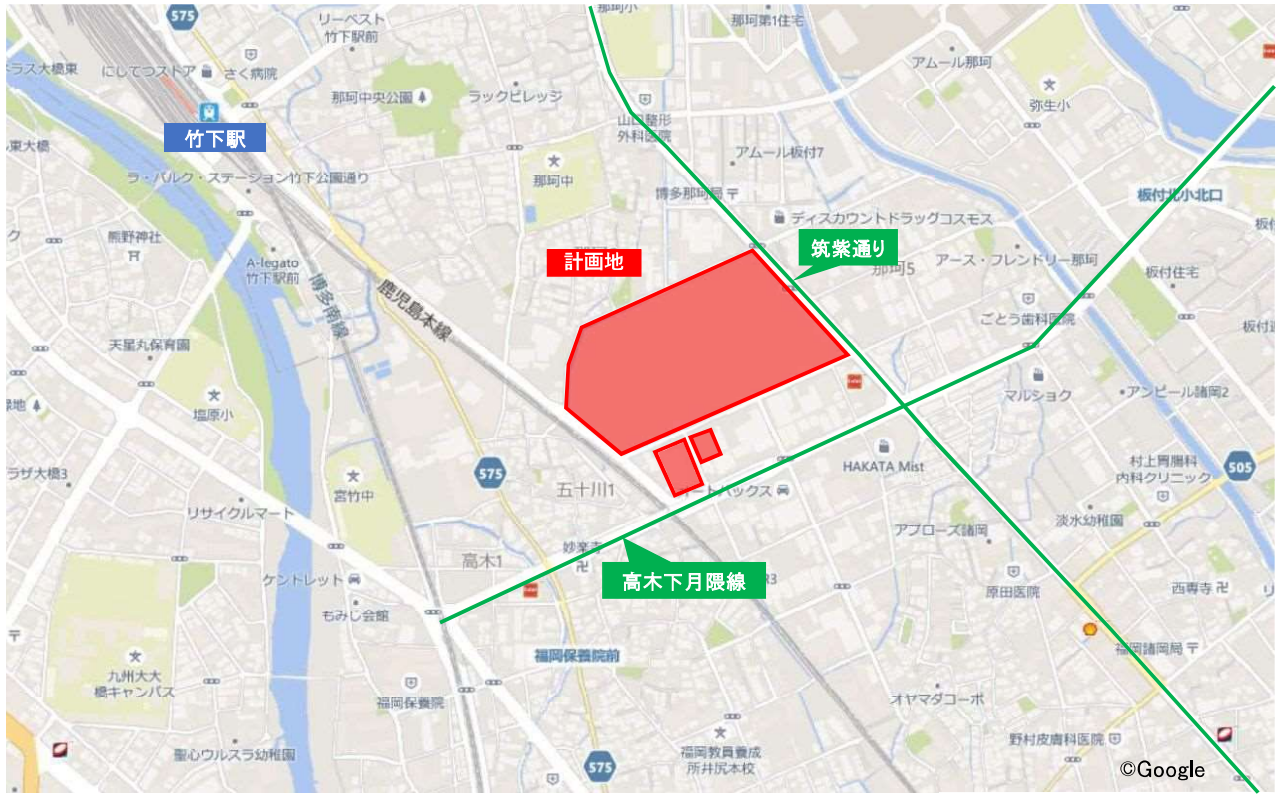 575
リーベスト
竹下駅前
那珂小
那珂第1住宅
アムール那珂
ラス大橋東
にしてつストア
さく病院
那珂中央公園
ラックビレッジ
弥生小
竹下駅
山田整形
外科医院
東大橋
アムール板付7
ラ・パルク・ステーション竹下公園通り
那珂中
博多那珂局 〒
板付北小北口
ディスカウントドラッグコスモス
熊野神社
筑紫通り
A-legato
竹下駅前
計画地
那珂5
アース・フレンドリー那珂
板付住宅
博多南線
鹿児島本線
ごとう歯科医院
天星丸保育園
マルショク
アンピール諸岡2
塩原小
ラザ大橋3
宮竹中
575
五十川1
オートバックス
HAKATA Mist
村上胃腸科
内科クリニック
505
リサイクルマート
アプローズ諸岡
淡水幼稚園
高木1
妙楽寺
卍
ケントレット
高木下月隈線
原田医院
西専寺 卍
もみじ会館
〒
福岡保養院前
福岡諸岡局 〒
九州大大
橋キャンパス
福岡保養院
オヤマダコーポ
聖心ウルスラ幼稚園
575
福岡教員養成
所井尻本校
野村皮膚科医院
©Google